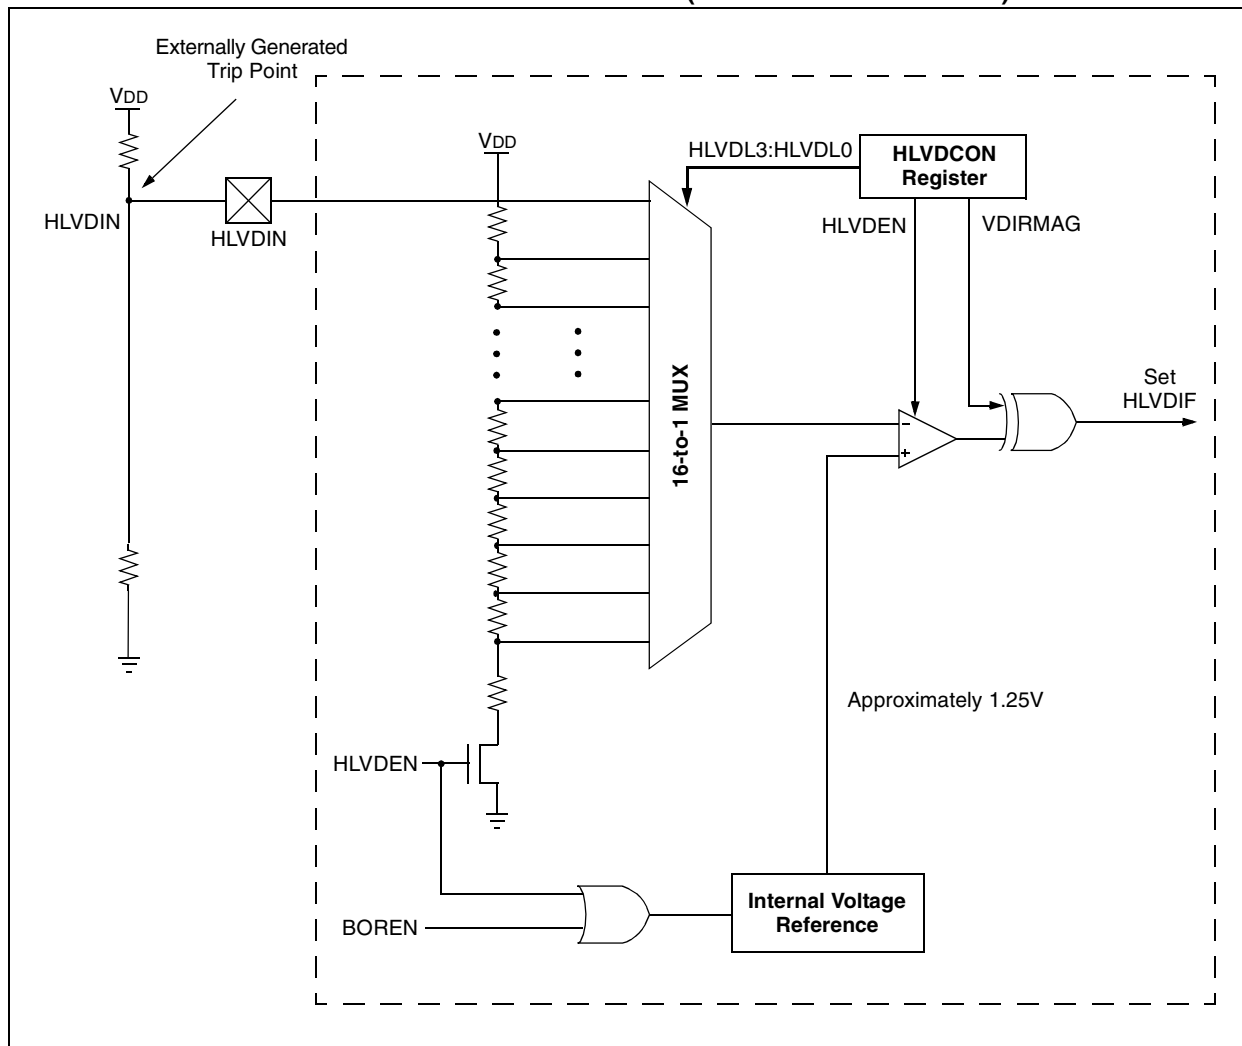 Externally Generated
Trip Point
VDD
HLVDIN
HLVDIN
VDD
HLVDL3:HLVDL0
HLVDCON
Register
HLVDEN
VDIRMAG
16-to-1 MUX
-
+
Set
HLVDIF
Approximately 1.25V
HLVDEN
BOREN
Internal Voltage
Reference